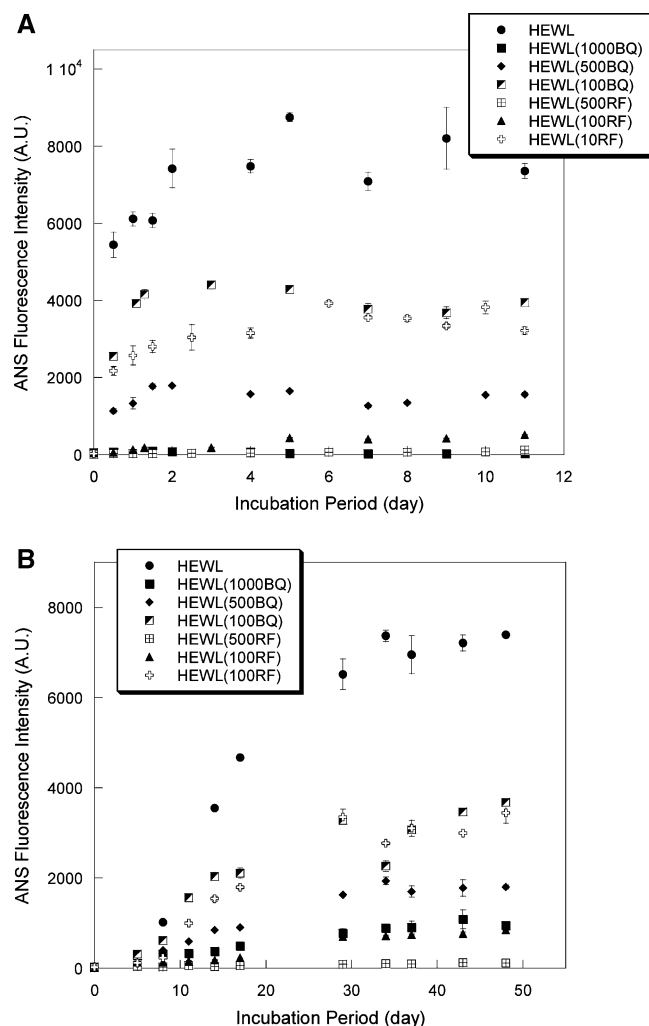 A
HEWL
HEWL(1000BQ)
HEWL(500BQ)
HEWL(100BQ)
HEWL(500RF)
HEWL(100RF)
HEWL(10RF)
ANS Fluorescence Intensity (A.U.)
1 10⁴
8000
6000
4000
2000
0
0 2 4 6 8 10 12
Incubation Period (day)
B
HEWL
HEWL(1000BQ)
HEWL(500BQ)
HEWL(100BQ)
HEWL(500RF)
HEWL(100RF)
HEWL(100RF)
ANS Fluorescence Intensity (A.U.)
8000
6000
4000
2000
0
0 10 20 30 40 50
Incubation Period (day)